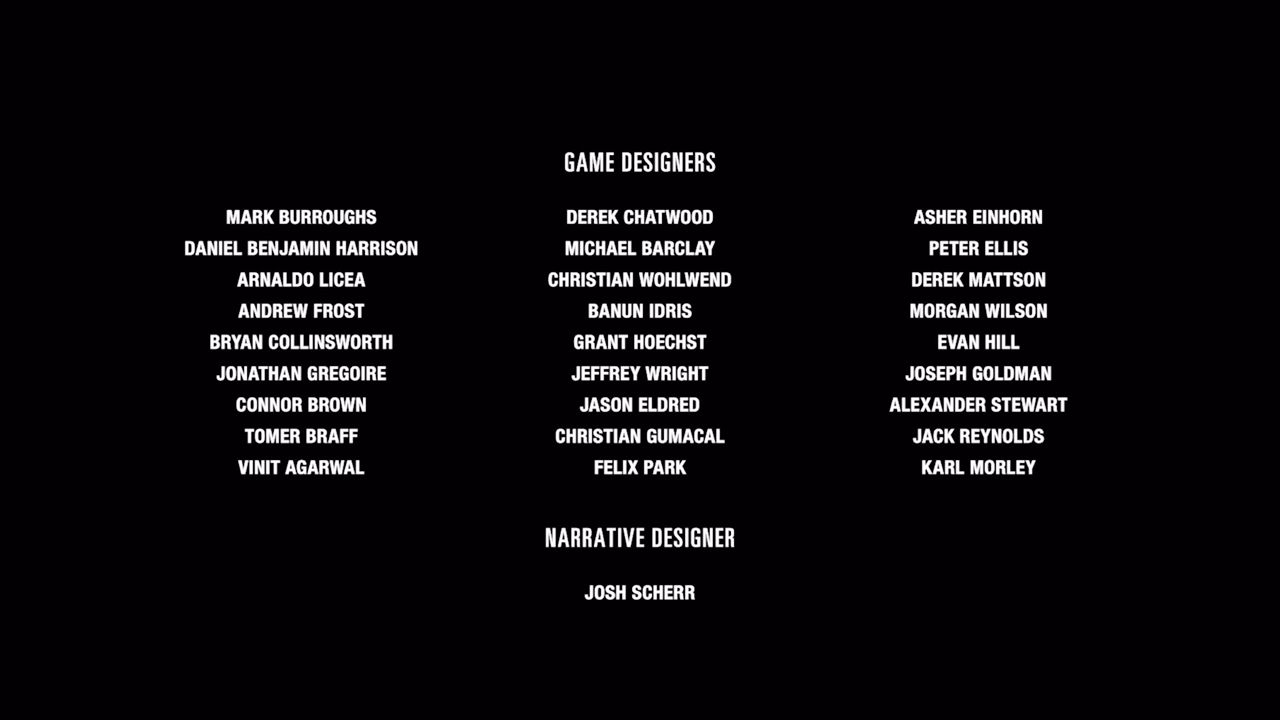 GAME DESIGNERS
MARK BURROUGHS DEREK CHATWOOD ASHER EINHORN
DANIEL BENJAMIN HARRISON MICHAEL BARCLAY PETER ELLIS
ARNALDO LICEA CHRISTIAN WOHLWEND DEREK MATTSON
ANDREW FROST BANUN IDRIS MORGAN WILSON
BRYAN COLLINSWORTH GRANT HOECHST EVAN HILL
JONATHAN GREGOIRE JEFFREY WRIGHT JOSEPH GOLDMAN
CONNOR BROWN JASON ELDRED ALEXANDER STEWART
TOMER BRAFF CHRISTIAN GUMACAL JACK REYNOLDS
VINIT AGARWAL FELIX PARK KARL MORLEY
NARRATIVE DESIGNER
JOSH SCHERR